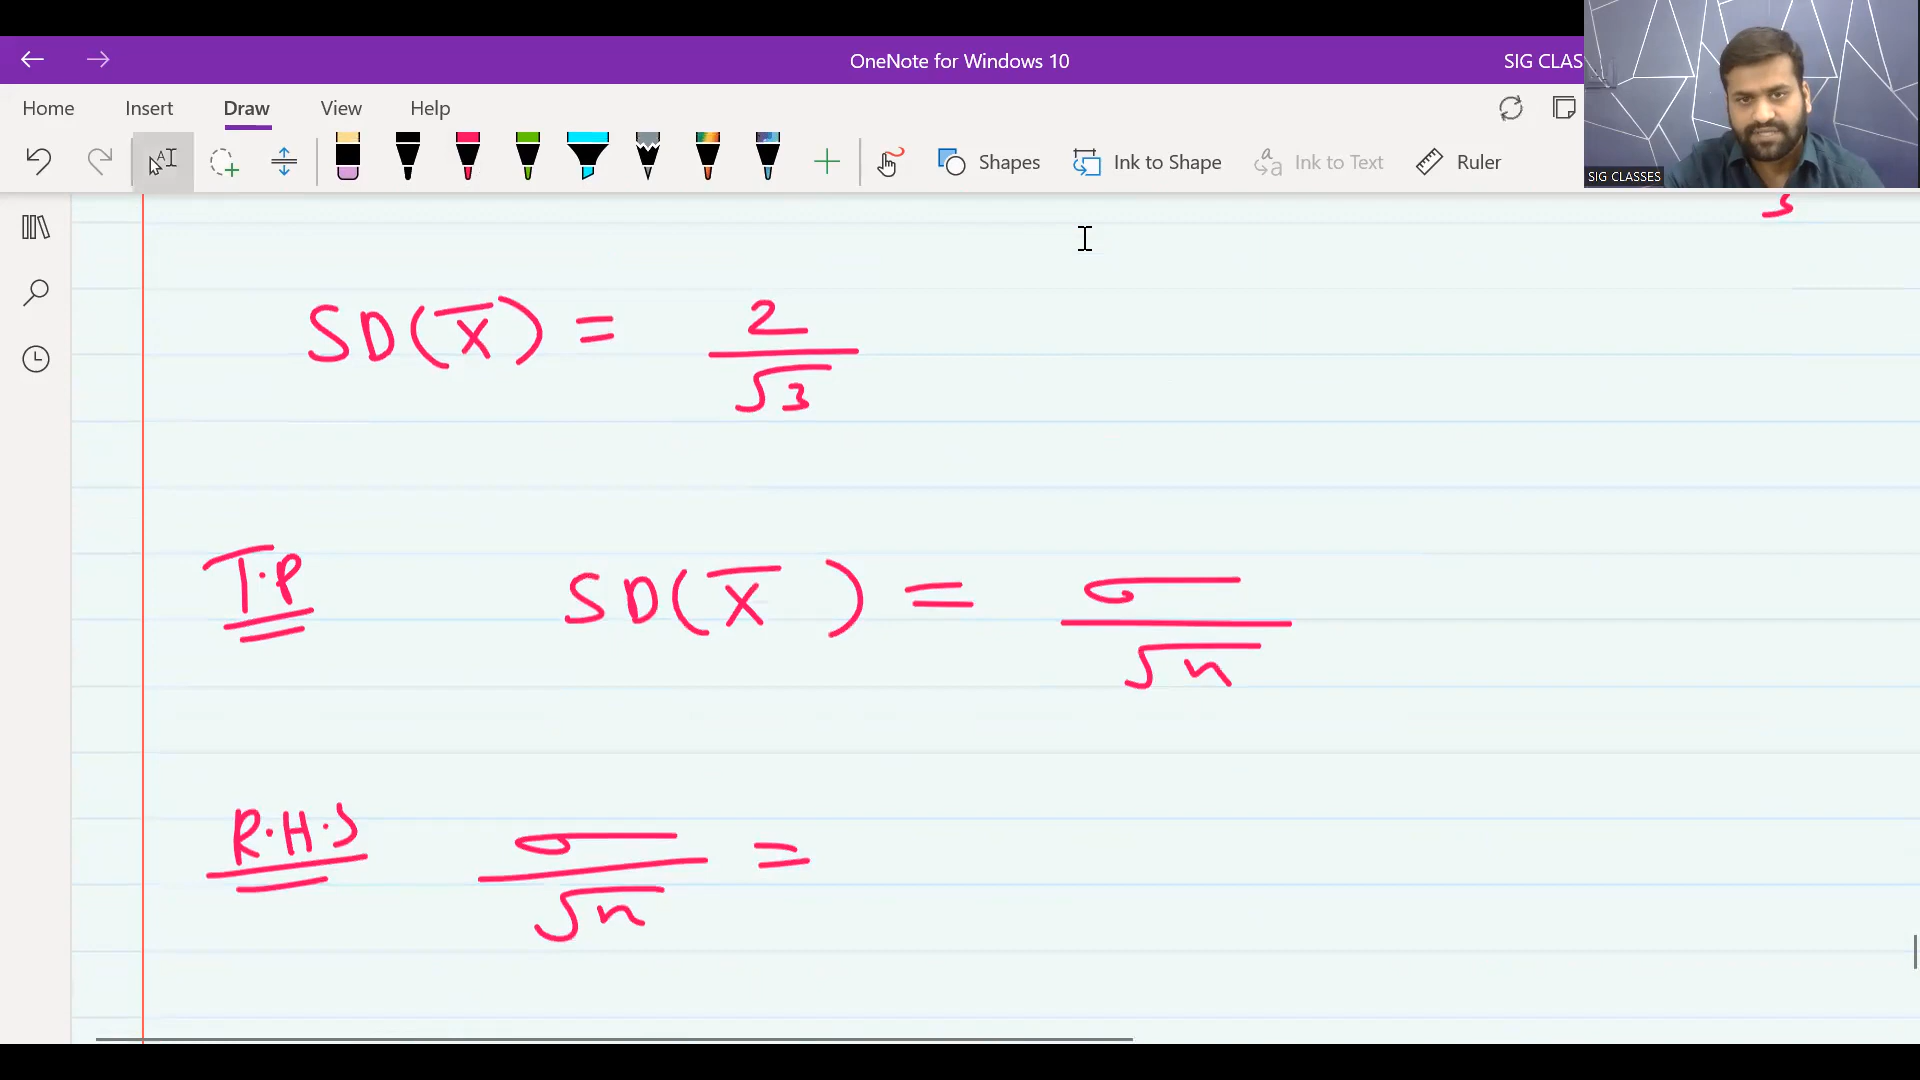 OneNote for Windows 10
SIG CLAS
Home Insert Draw View Help
Shapes Ink to Shape Ink to Text Ruler
SIG CLASSES
3
SD(X̅) = 2/√3
T.P SD(X̅) = σ/√n
R.H.S σ/√n =